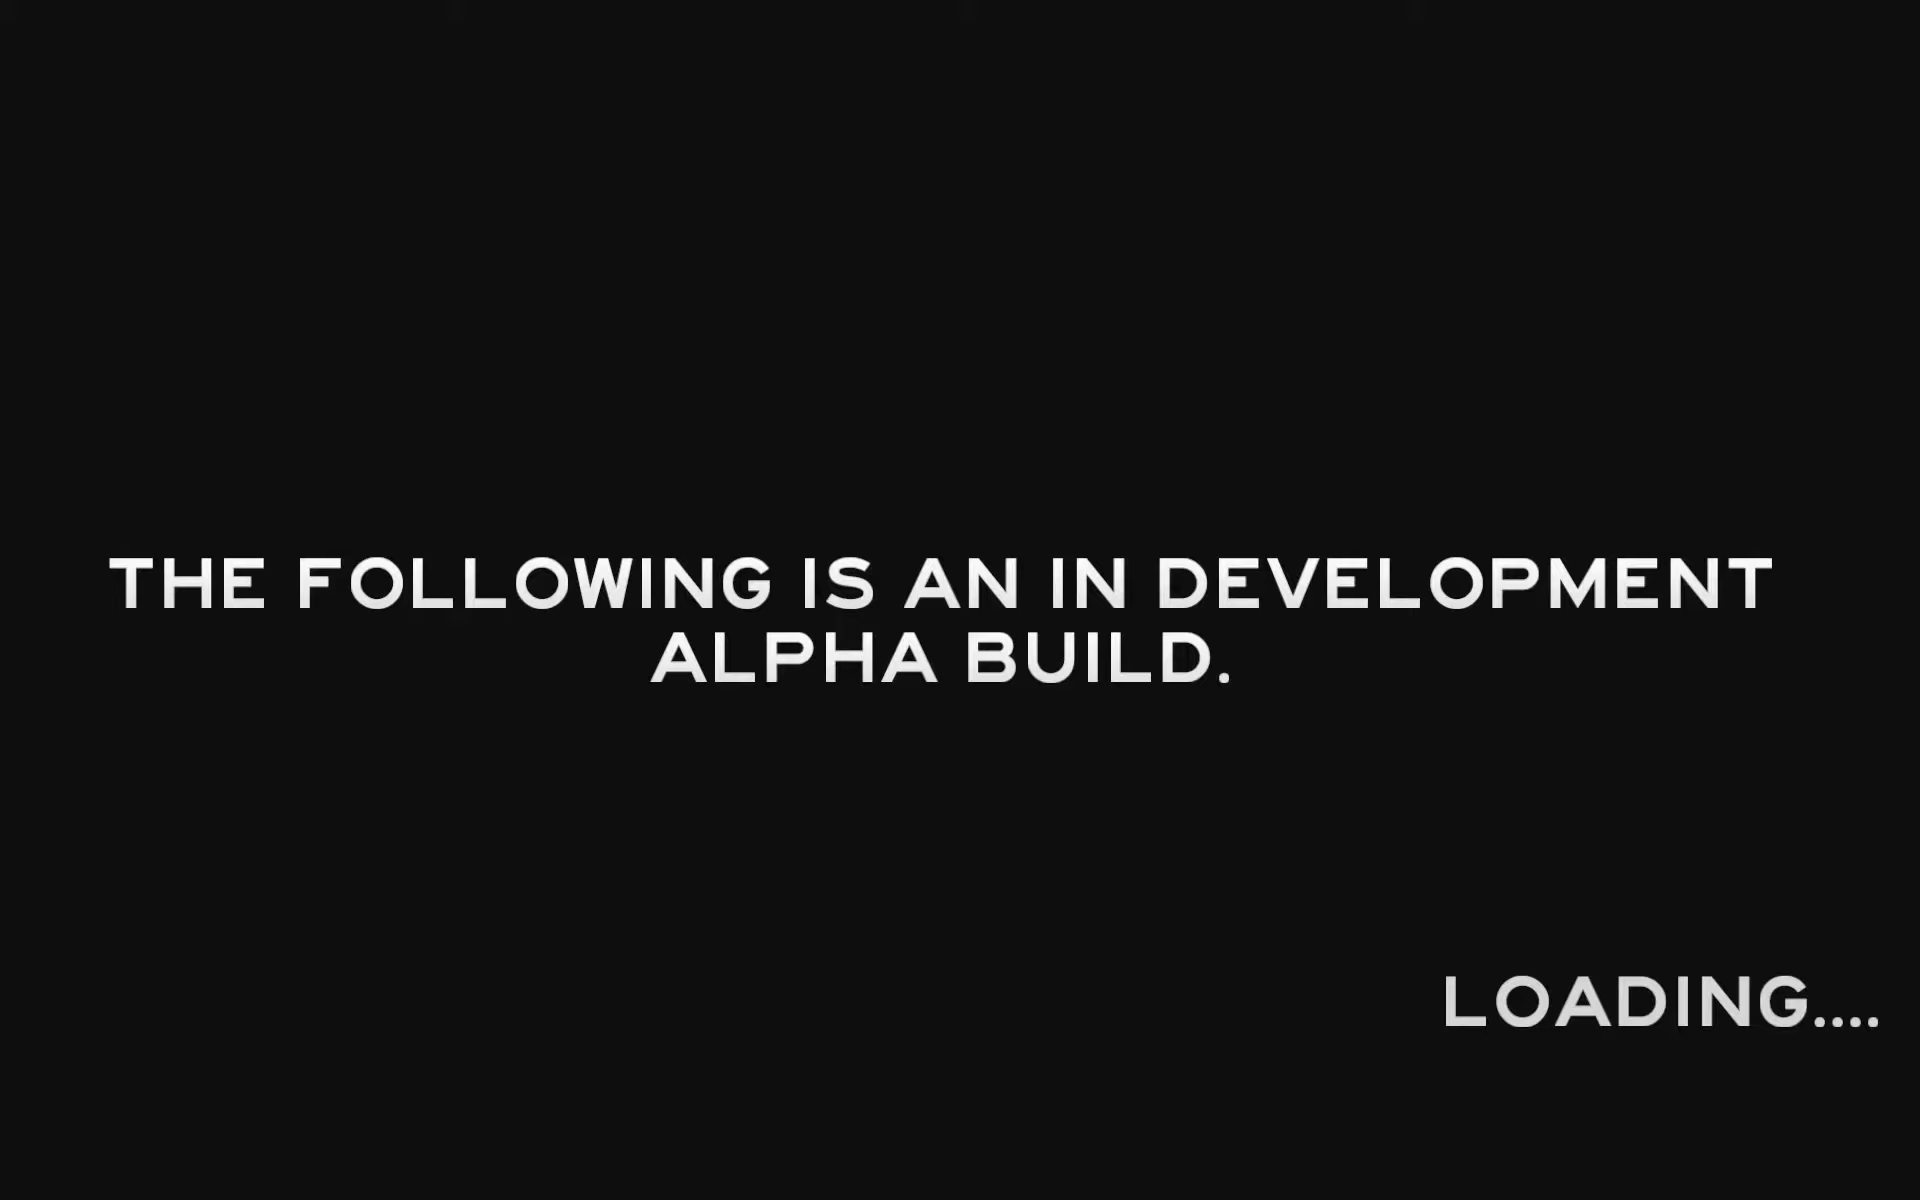 THE FOLLOWING IS AN IN DEVELOPMENT
ALPHA BUILD.
LOADING....